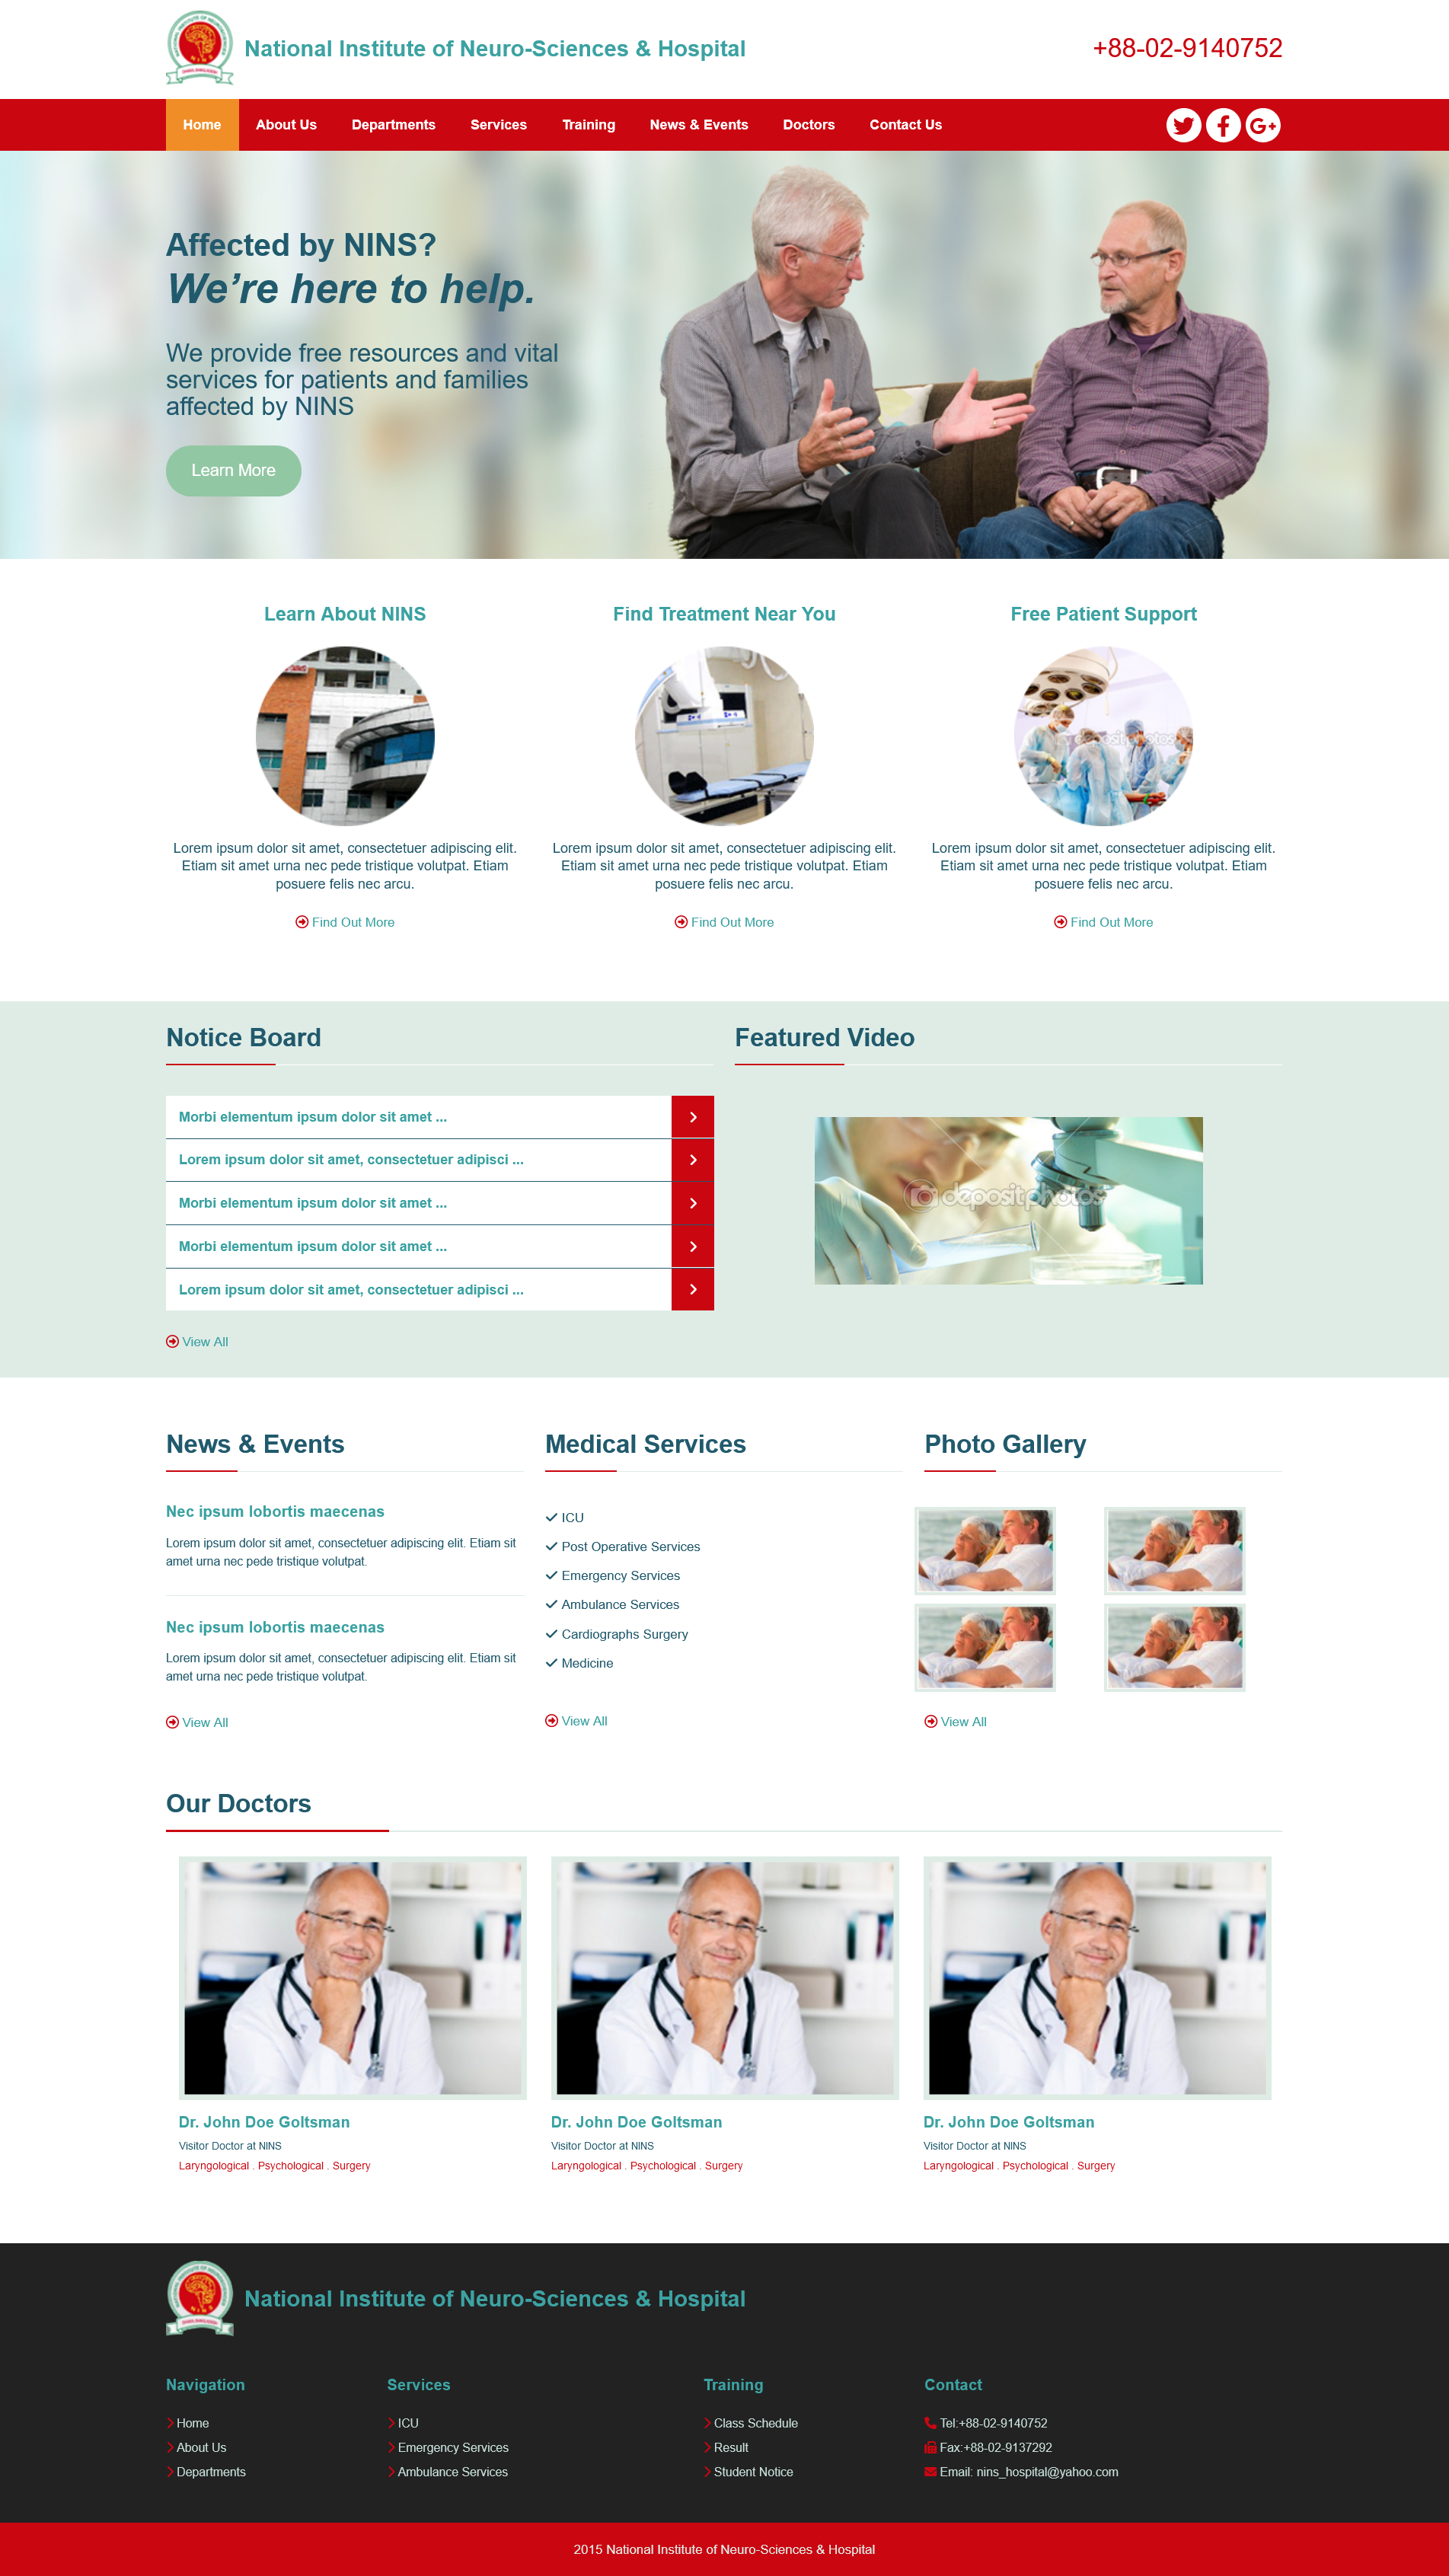 National Institute of Neuro-Sciences & Hospital
+88-02-9140752
Home
About Us
Departments
Services
Training
News & Events
Doctors
Contact Us
Affected by NINS?
We’re here to help.
We provide free resources and vital
services for patients and families
affected by NINS
Learn More
Learn About NINS
Find Treatment Near You
Free Patient Support
depositphotos
Lorem ipsum dolor sit amet, consectetuer adipiscing elit.
Etiam sit amet urna nec pede tristique volutpat. Etiam
posuere felis nec arcu.
Lorem ipsum dolor sit amet, consectetuer adipiscing elit.
Etiam sit amet urna nec pede tristique volutpat. Etiam
posuere felis nec arcu.
Lorem ipsum dolor sit amet, consectetuer adipiscing elit.
Etiam sit amet urna nec pede tristique volutpat. Etiam
posuere felis nec arcu.
Find Out More
Find Out More
Find Out More
Notice Board
Morbi elementum ipsum dolor sit amet ...
Lorem ipsum dolor sit amet, consectetuer adipisci ...
Morbi elementum ipsum dolor sit amet ...
Morbi elementum ipsum dolor sit amet ...
Lorem ipsum dolor sit amet, consectetuer adipisci ...
View All
Featured Video
depositphotos
News & Events
Nec ipsum lobortis maecenas
Lorem ipsum dolor sit amet, consectetuer adipiscing elit. Etiam sit
amet urna nec pede tristique volutpat.
Nec ipsum lobortis maecenas
Lorem ipsum dolor sit amet, consectetuer adipiscing elit. Etiam sit
amet urna nec pede tristique volutpat.
View All
Medical Services
ICU
Post Operative Services
Emergency Services
Ambulance Services
Cardiographs Surgery
Medicine
View All
Photo Gallery
View All
Our Doctors
Dr. John Doe Goltsman
Visitor Doctor at NINS
Laryngological . Psychological . Surgery
Dr. John Doe Goltsman
Visitor Doctor at NINS
Laryngological . Psychological . Surgery
Dr. John Doe Goltsman
Visitor Doctor at NINS
Laryngological . Psychological . Surgery
National Institute of Neuro-Sciences & Hospital
Navigation
Home
About Us
Departments
Services
ICU
Emergency Services
Ambulance Services
Training
Class Schedule
Result
Student Notice
Contact
Tel:+88-02-9140752
Fax:+88-02-9137292
Email: nins_hospital@yahoo.com
2015 National Institute of Neuro-Sciences & Hospital